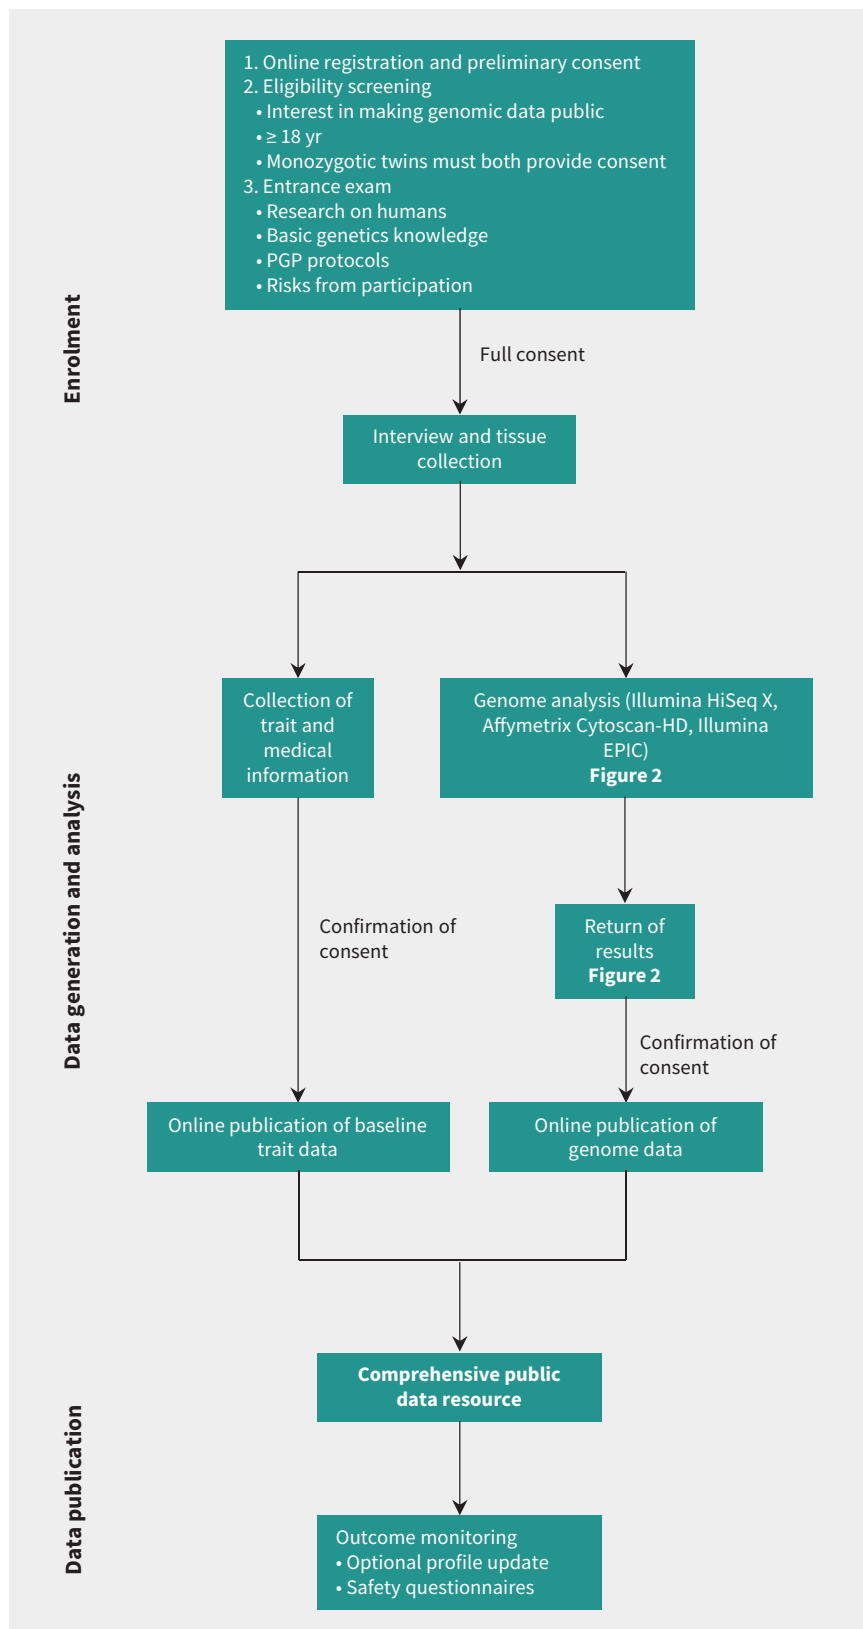 1. Online registration and preliminary consent
2. Eligibility screening
• Interest in making genomic data public
• ≥ 18 yr
• Monozygotic twins must both provide consent
3. Entrance exam
• Research on humans
• Basic genetics knowledge
• PGP protocols
• Risks from participation
Enrolment
Full consent
Interview and tissue
collection
Collection of
trait and
medical
information
Genome analysis (Illumina HiSeq X,
Affymetrix Cytoscan-HD, Illumina
EPIC)
Figure 2
Data generation and analysis
Confirmation of
consent
Return of
results
Figure 2
Confirmation of
consent
Online publication of baseline
trait data
Online publication of
genome data
Comprehensive public
data resource
Data publication
Outcome monitoring
• Optional profile update
• Safety questionnaires